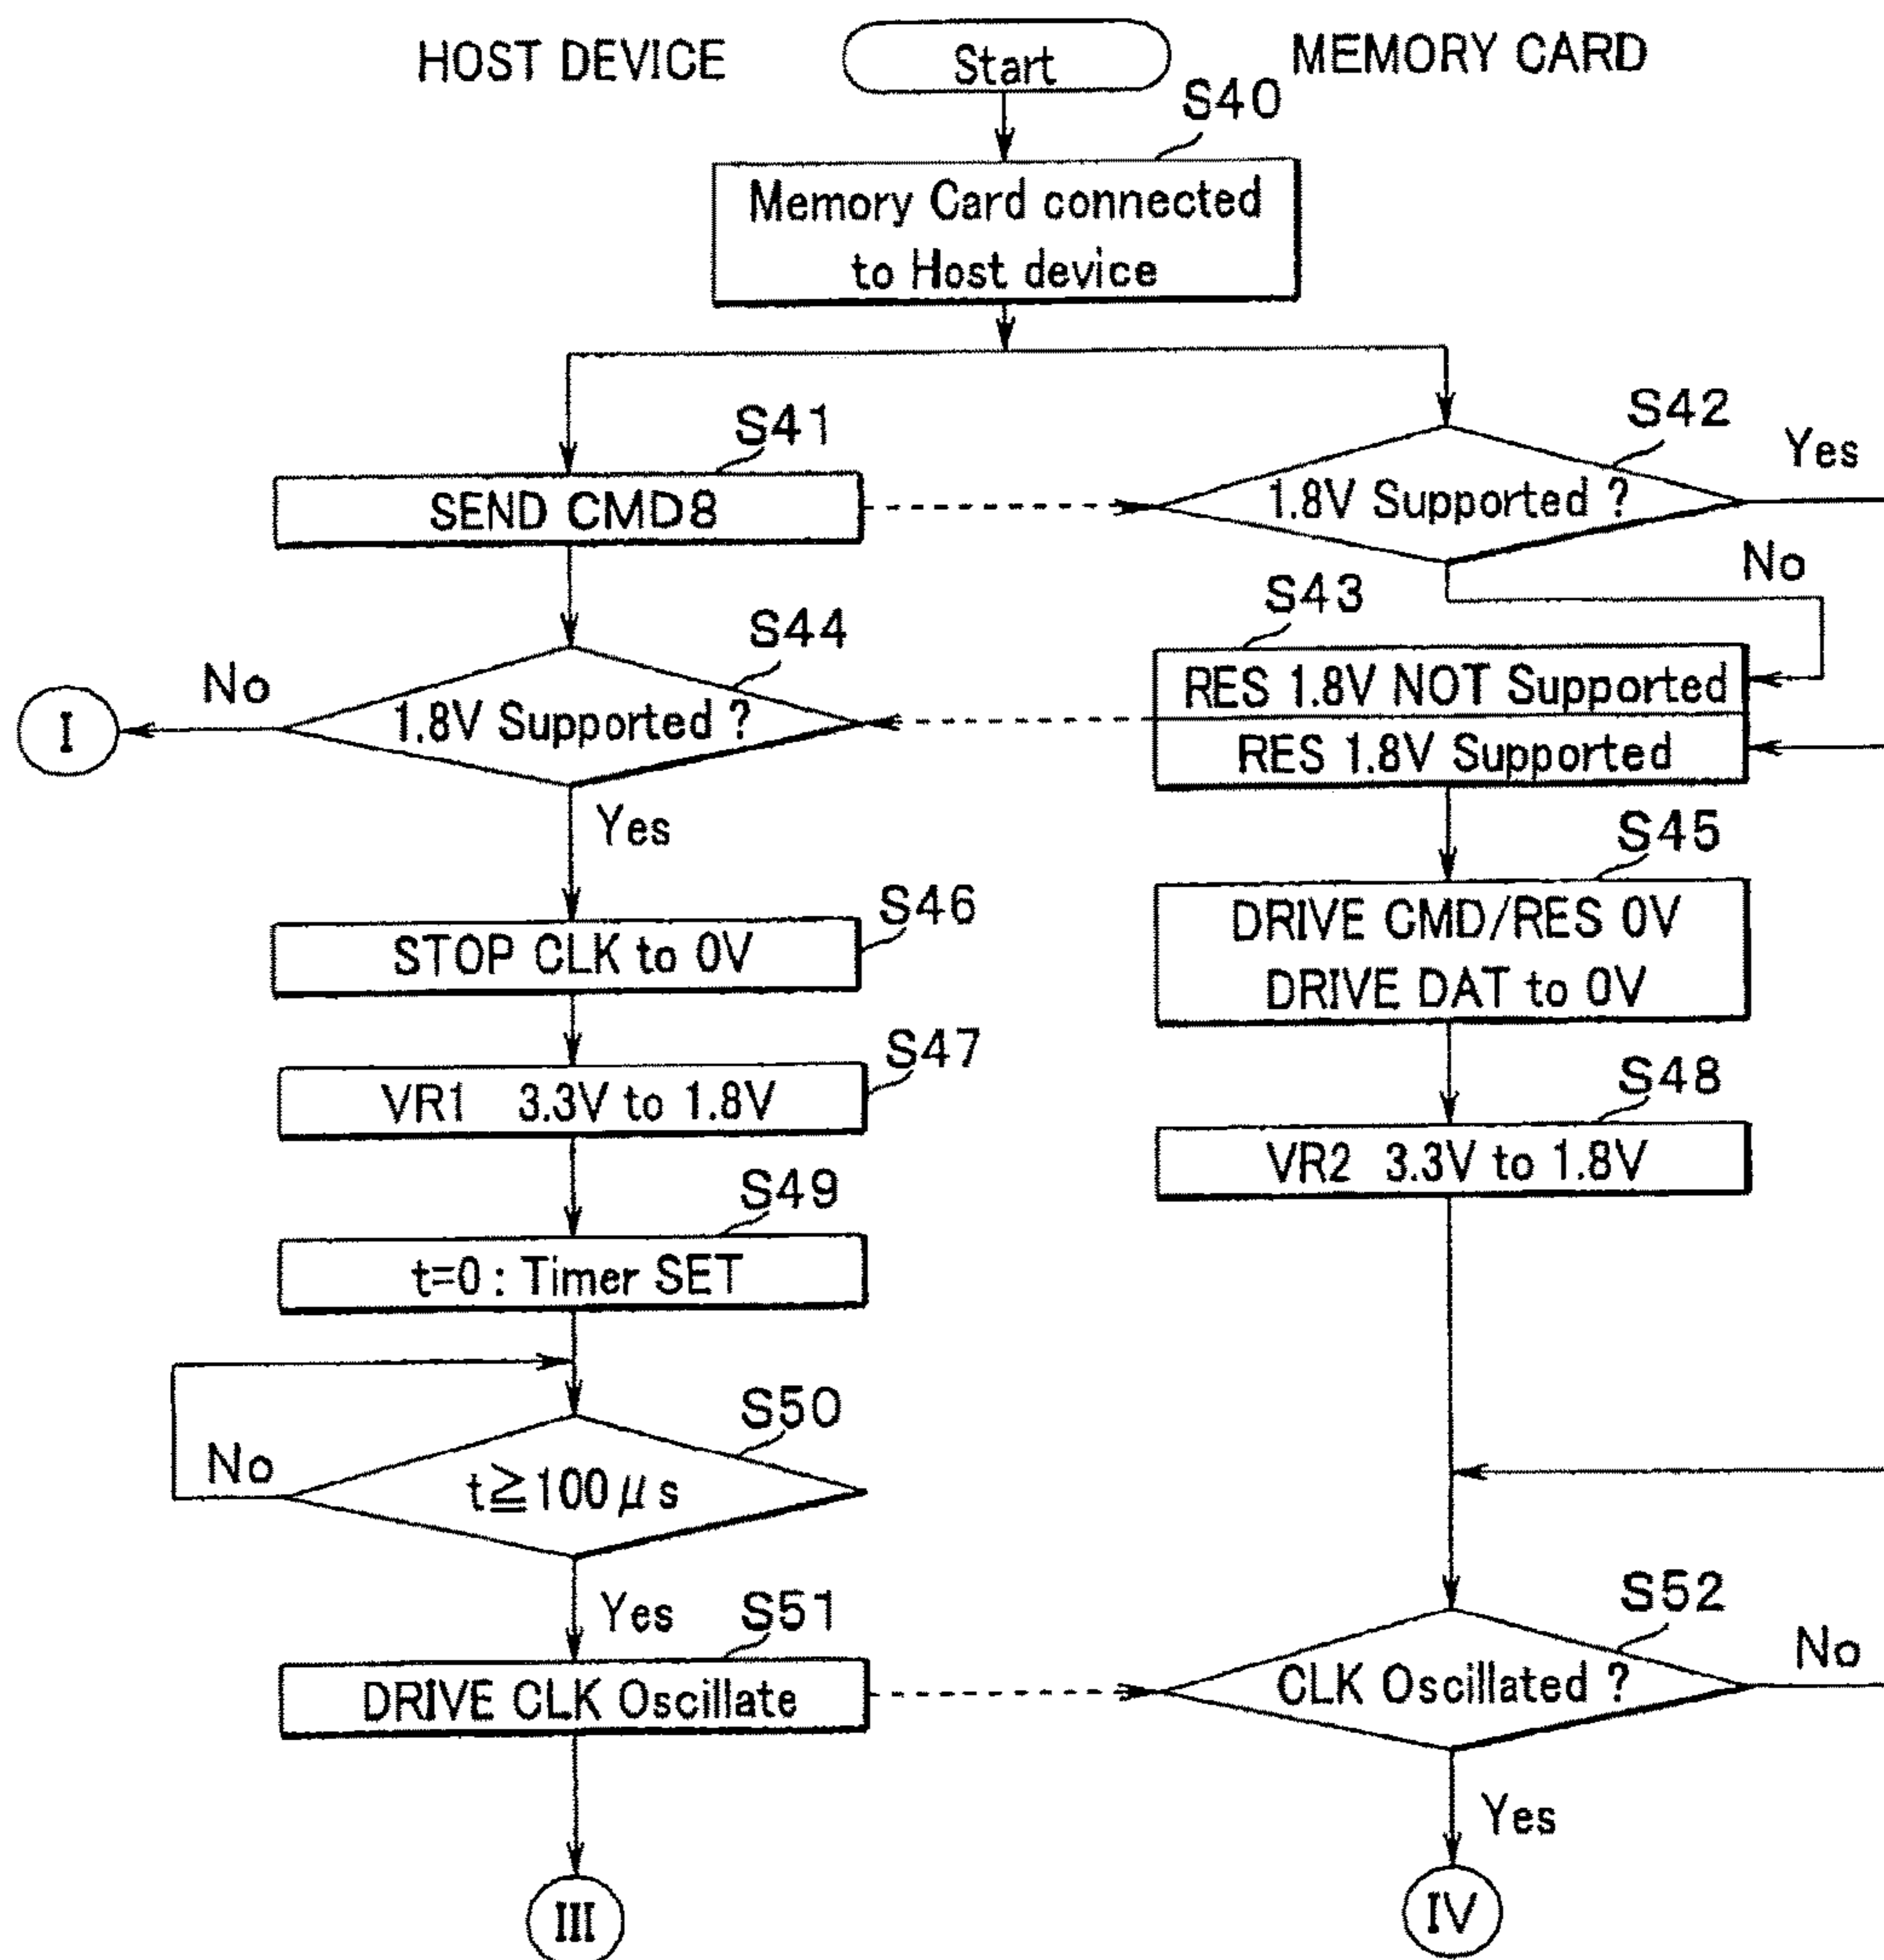 HOST DEVICE
Start
MEMORY CARD
S40
Memory Card connected
to Host device
S41
SEND CMD8
S42
1.8V Supported ?
Yes
No
S43
RES 1.8V NOT Supported
RES 1.8V Supported
S44
1.8V Supported ?
No
I
Yes
S45
DRIVE CMD/RES 0V
DRIVE DAT to 0V
S46
STOP CLK to 0V
S47
VR1 3.3V to 1.8V
S48
VR2 3.3V to 1.8V
S49
t=0 : Timer SET
S50
t≧100μs
No
Yes
S51
DRIVE CLK Oscillate
S52
CLK Oscillated ?
No
Yes
III
IV